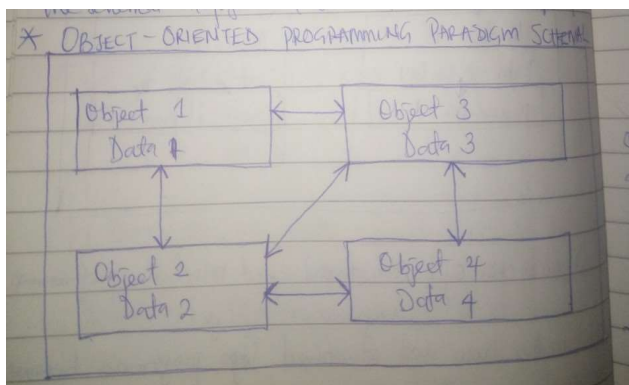 * OBJECT-ORIENTED PROGRAMMING PARADIGM SCHEMA
Object 1
Data 1
Object 3
Data 3
Object 2
Data 2
Object 4
Data 4